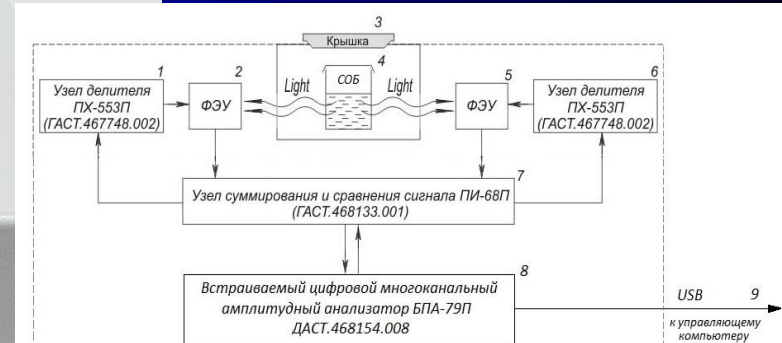 3
Крышка
1
Узел делителя
ПХ-553П
(ГАСТ.467748.002)
2
ФЭУ
Light
4
СОБ
Light
5
ФЭУ
6
Узел делителя
ПХ-553П
(ГАСТ.467748.002)
7
Узел суммирования и сравнения сигнала ПИ-68П
(ГАСТ.468133.001)
8
Встраиваемый цифровой многоканальный
амплитудный анализатор БПА-79П
ДАСТ.468154.008
USB 9
к управляющему
компьютеру